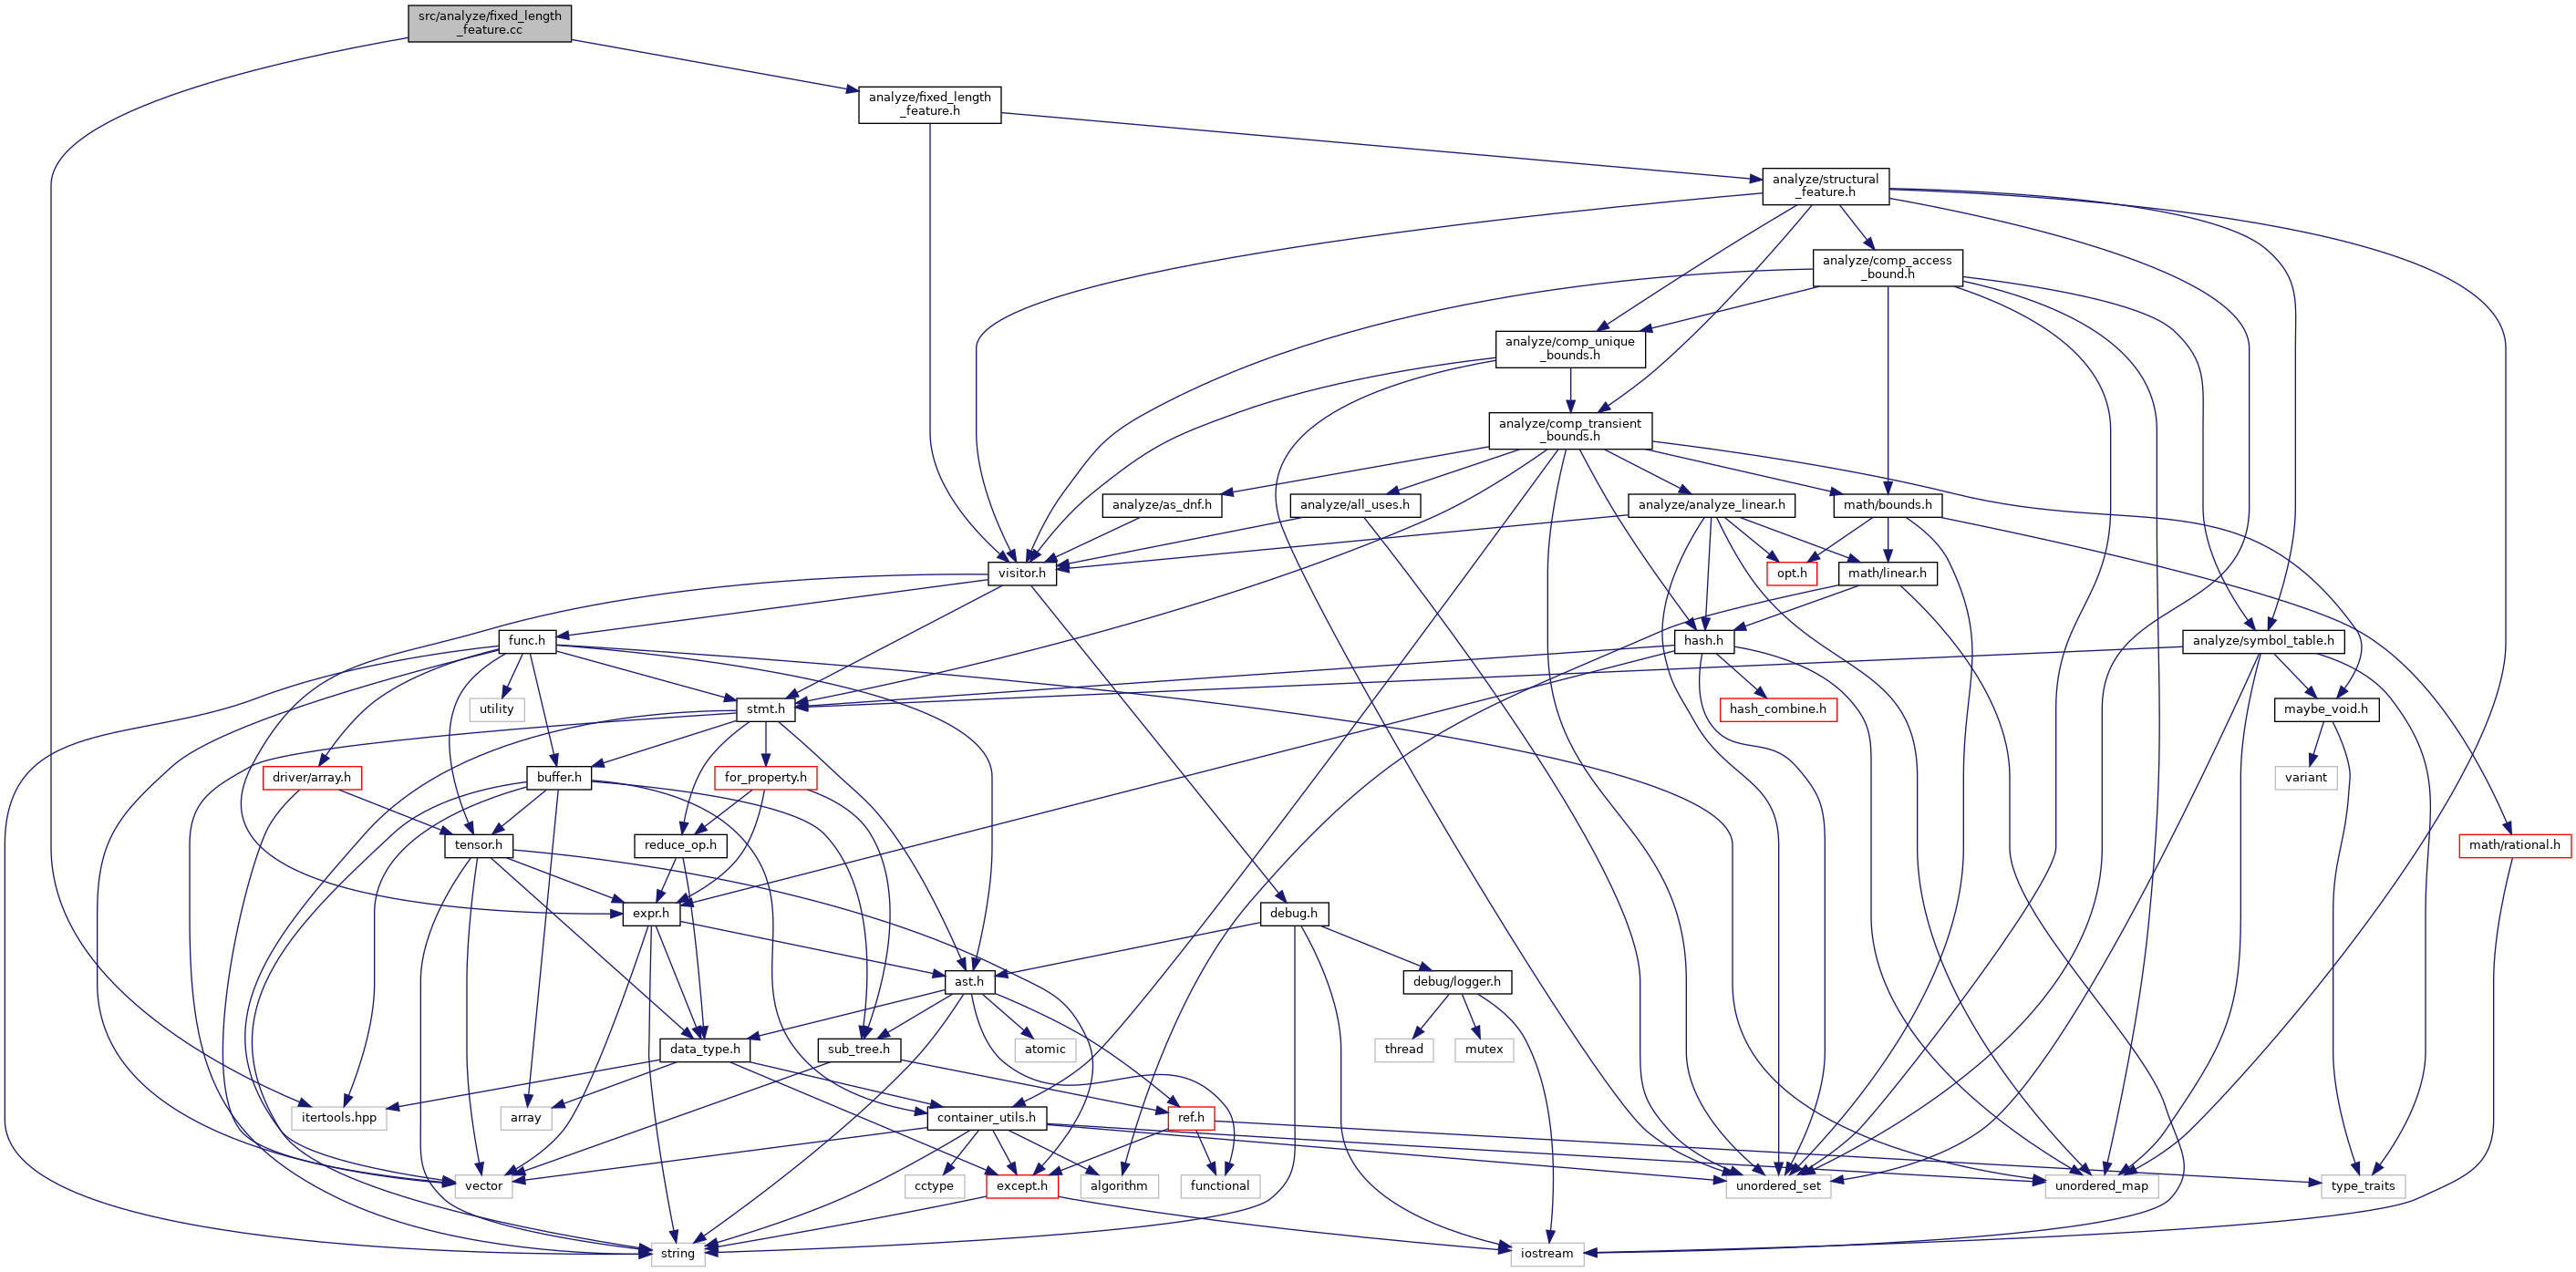 src/analyze/fixed_length
_feature.cc
analyze/fixed_length
_feature.h
analyze/structural
_feature.h
analyze/comp_access
_bound.h
analyze/comp_unique
_bounds.h
analyze/comp_transient
_bounds.h
analyze/as_dnf.h
analyze/all_uses.h
analyze/analyze_linear.h
math/bounds.h
visitor.h
opt.h
math/linear.h
func.h
hash.h
analyze/symbol_table.h
utility
stmt.h
hash_combine.h
maybe_void.h
driver/array.h
buffer.h
for_property.h
variant
tensor.h
reduce_op.h
math/rational.h
expr.h
debug.h
ast.h
debug/logger.h
data_type.h
sub_tree.h
atomic
thread
mutex
itertools.hpp
array
container_utils.h
ref.h
vector
cctype
except.h
algorithm
functional
unordered_set
unordered_map
type_traits
string
iostream